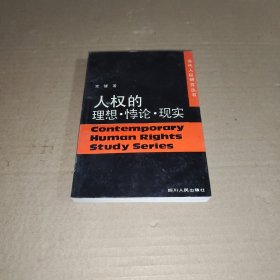 当代人权研究丛书
人权的
理想·悖论·现实
Contemporary
Human Rights
Study Series
四川人民出版社